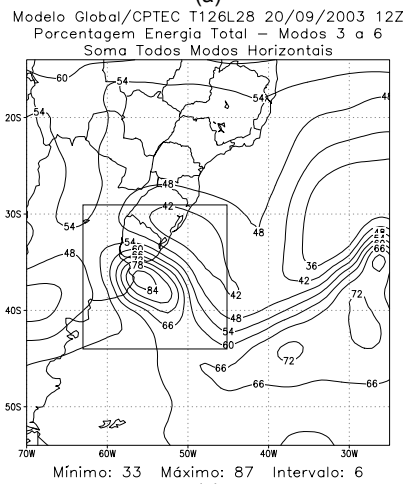 (a)
Modelo Global/CPTEC T126L28 20/09/2003 12Z
Porcentagem Energia Total – Modos 3 a 6
Soma Todos Modos Horizontais
60
54
54
48
54
20S
48
42
30S
54
48
54
60
66
72
78
48
36
42
84
42
72
40S
66
48
54
60
72
66
66
66
50S
70W
60W
50W
40W
30W
Mínimo: 33 Máximo: 87 Intervalo: 6